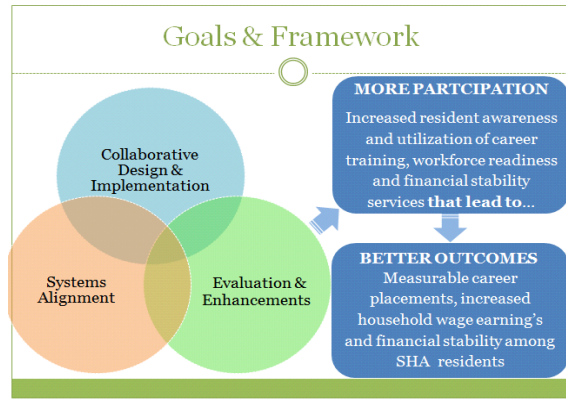 Goals & Framework
Collaborative
Design &
Implementation
Systems
Alignment
Evaluation &
Enhancements
MORE PARTCIPATION
Increased resident awareness
and utilization of career
training, workforce readiness
and financial stability
services that lead to...
BETTER OUTCOMES
Measurable career
placements, increased
household wage earning's
and financial stability among
SHA residents